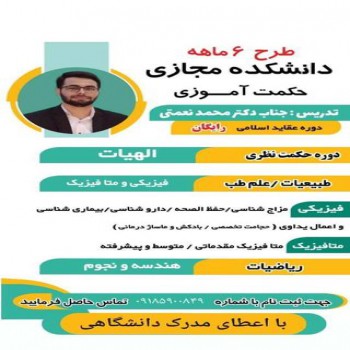 طرح ۶ ماهه
دانشکده مجازی
حکمت آمـــوزی
تدریس : جناب دکتر محمد نعمتی
دوره عقاید اسلامی رایگان
دوره حکمت نظری الهیات
طبیعیات /علم طب فیزیکی و متا فیزیک
فیزیکی مزاج شناسی/حفظ الصحه /دارو شناسی/بیماری شناسی
و اعمال یداوی ( حجامت تخصصی / بادکش و ماساژ درمانی )
متافیزیک متا فیزیک مقدماتی / متوسط و پیشرفته
ریاضیات هندسه و نجوم
جهت ثبت نام با شماره ۰۹۱۸۵۹۰۰۸۴۹ تماس حاصل فرمایید
با اعطای مدرک دانشگاهی